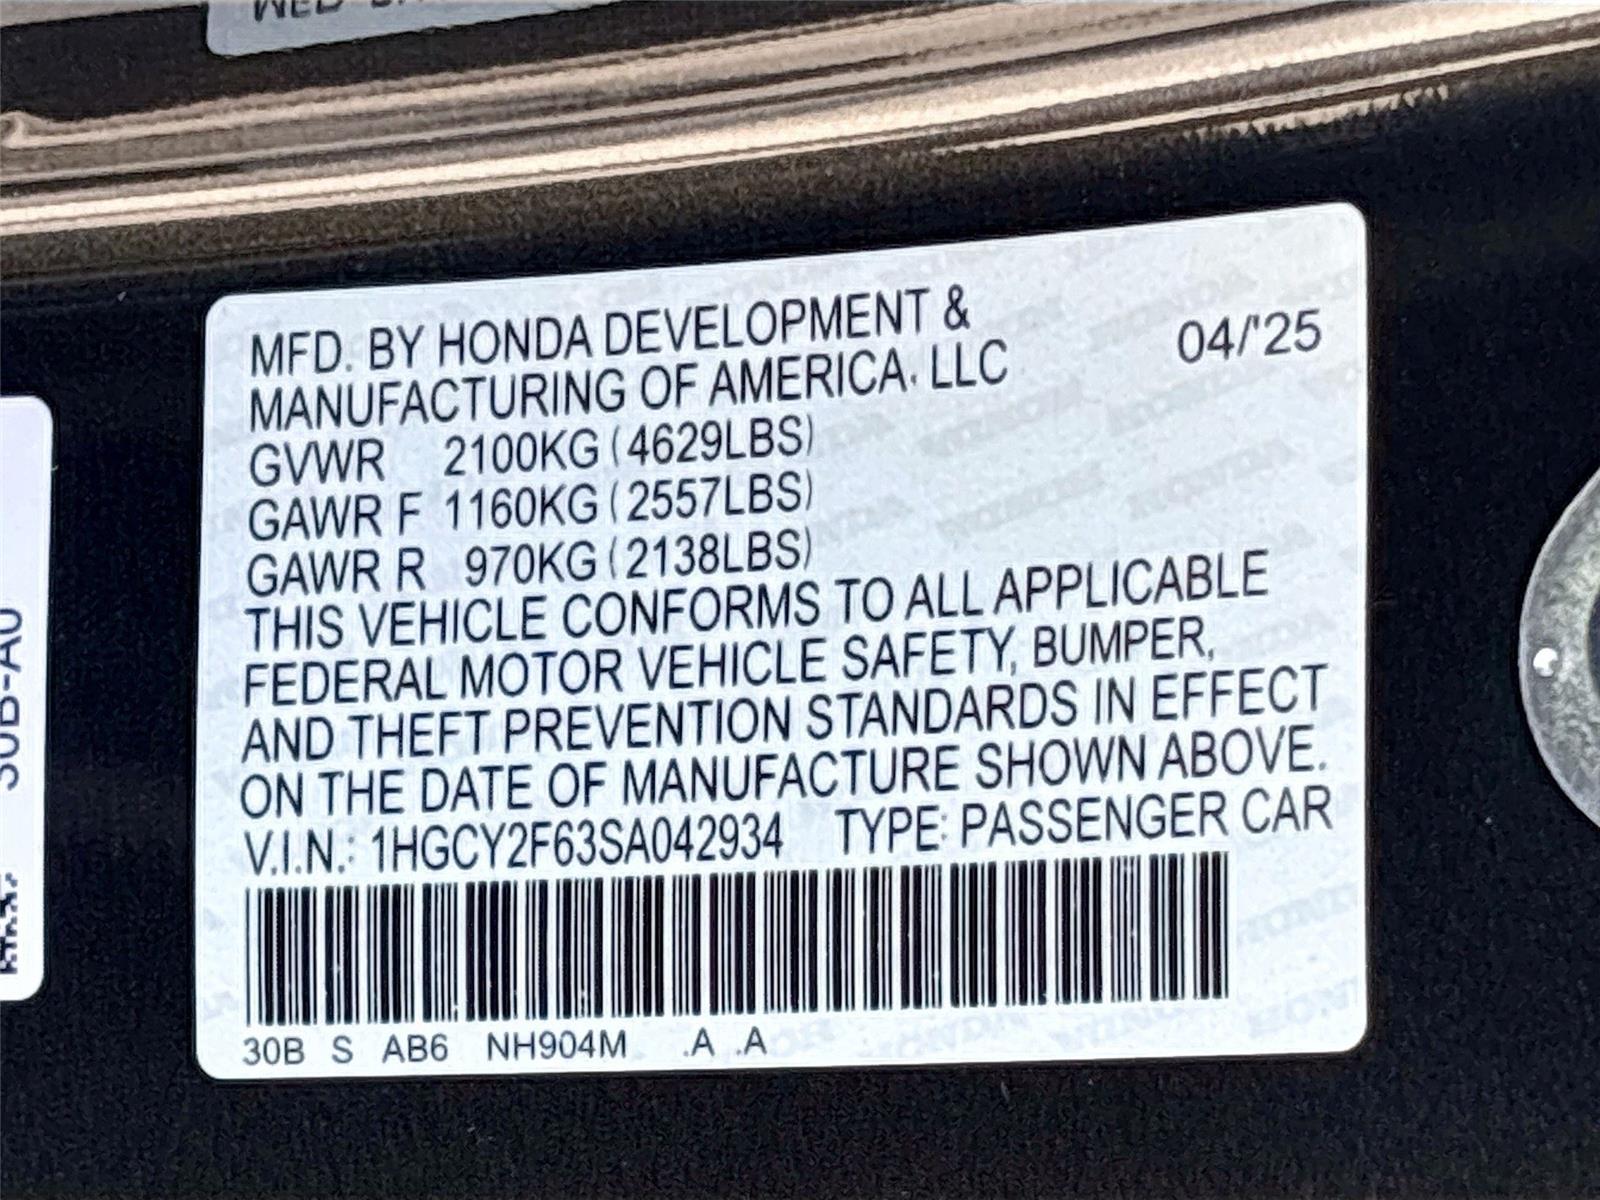 MFD. BY HONDA DEVELOPMENT &
MANUFACTURING OF AMERICA, LLC
04/'25
GVWR 2100KG (4629LBS)
GAWR F 1160KG (2557LBS)
GAWR R 970KG (2138LBS)
THIS VEHICLE CONFORMS TO ALL APPLICABLE
FEDERAL MOTOR VEHICLE SAFETY, BUMPER,
AND THEFT PREVENTION STANDARDS IN EFFECT
ON THE DATE OF MANUFACTURE SHOWN ABOVE.
V.I.N.: 1HGCY2F63SA042934 TYPE: PASSENGER CAR
30B S AB6 NH904M .A .A